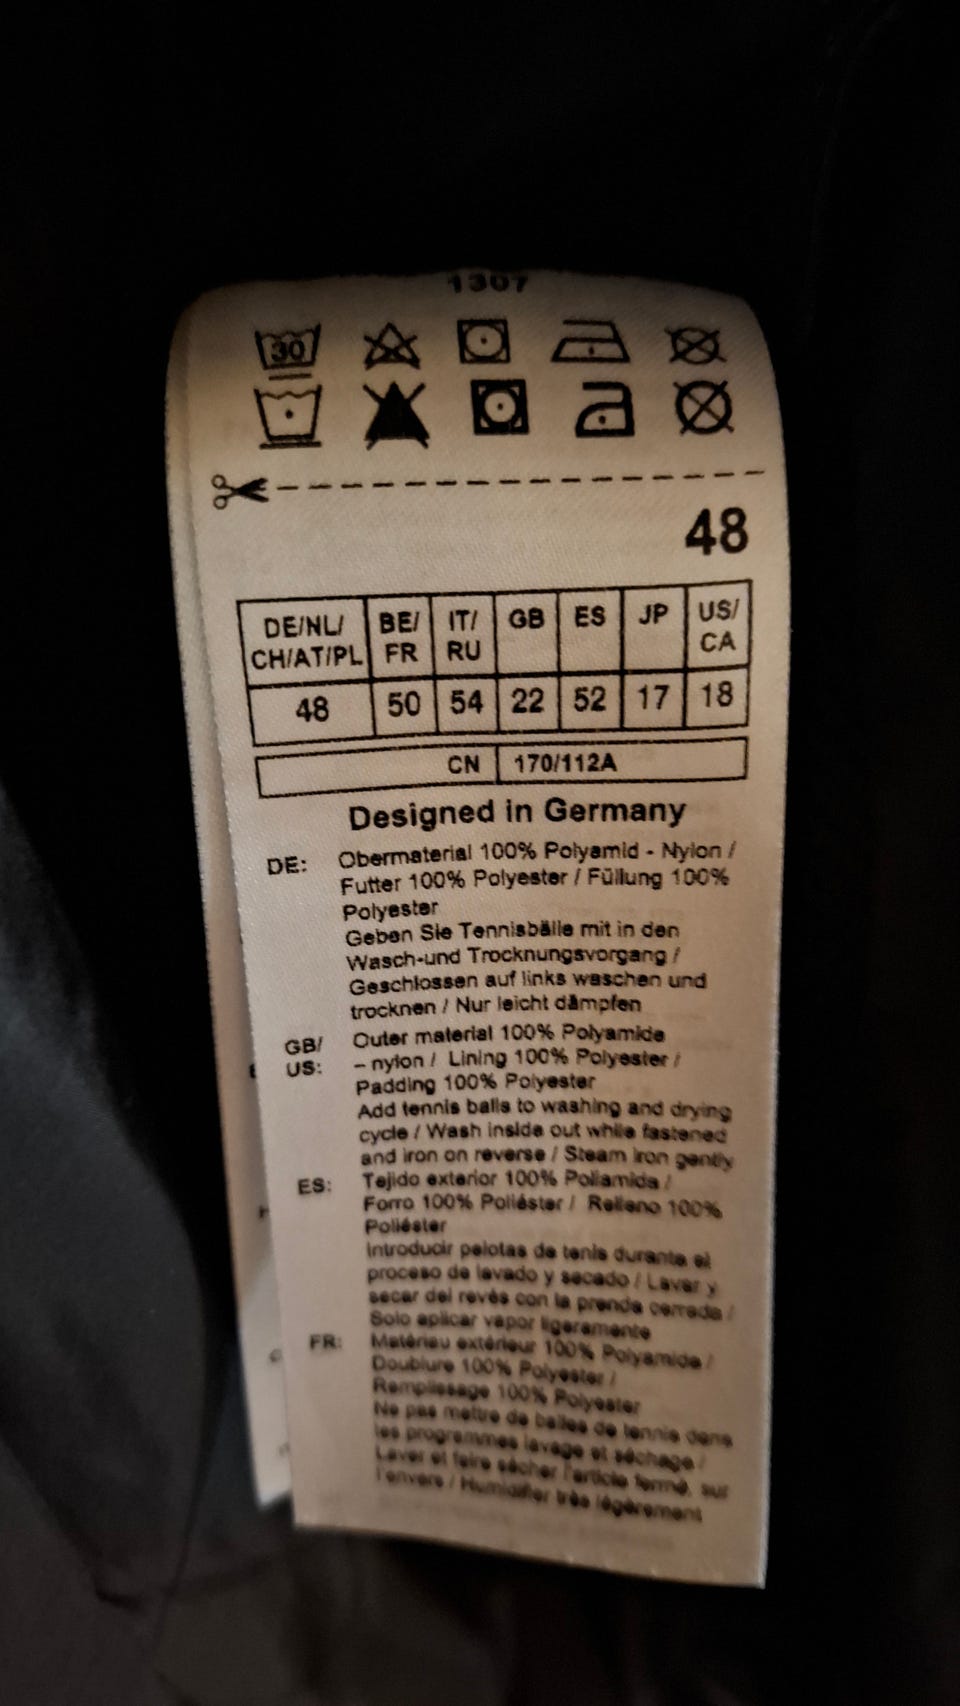 1307
30
48
DE/NL/ CH/AT/PL BE/ FR IT/ RU GB ES JP US/ CA
48 50 54 22 52 17 18
CN 170/112A
Designed in Germany
DE: Obermaterial 100% Polyamid - Nylon /
Futter 100% Polyester / Füllung 100%
Polyester
Geben Sie Tennisbälle mit in den
Wasch-und Trocknungsvorgang /
Geschlossen auf links waschen und
trocknen / Nur leicht dämpfen
GB/ US: Outer material 100% Polyamide
– nylon / Lining 100% Polyester /
Padding 100% Polyester
Add tennis balls to washing and drying
cycle / Wash inside out while fastened
and iron on reverse / Steam iron gently
ES: Tejido exterior 100% Poliamida /
Forro 100% Poliéster / Relleno 100%
Poliéster
Introducir pelotas de tenis durante el
proceso de lavado y secado / Lavar y
secar del revés con la prenda cerrada /
Solo aplicar vapor ligeramente
FR: Matériau extérieur 100% Polyamide /
Doublure 100% Polyester /
Remplissage 100% Polyester
Ne pas mettre de balles de tennis dans
les programmes lavage et séchage /
Laver et faire sécher l'article fermé, sur
l'envers / Humidifier très légèrement